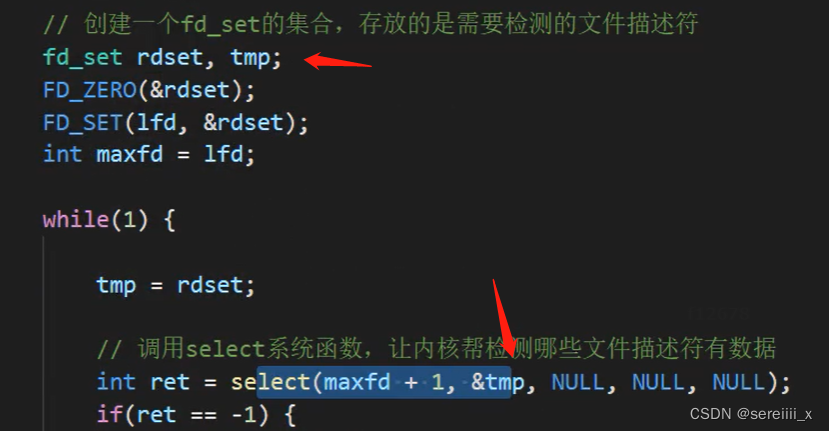 // 创建一个fd_set的集合，存放的是需要检测的文件描述符
fd_set rdset, tmp;
FD_ZERO(&rdset);
FD_SET(lfd, &rdset);
int maxfd = lfd;
while(1) {
tmp = rdset;
// 调用select系统函数，让内核帮检测哪些文件描述符有数据
int ret = select(maxfd + 1, &tmp, NULL, NULL, NULL);
if(ret == -1) {
CSDN @sereiiii_x